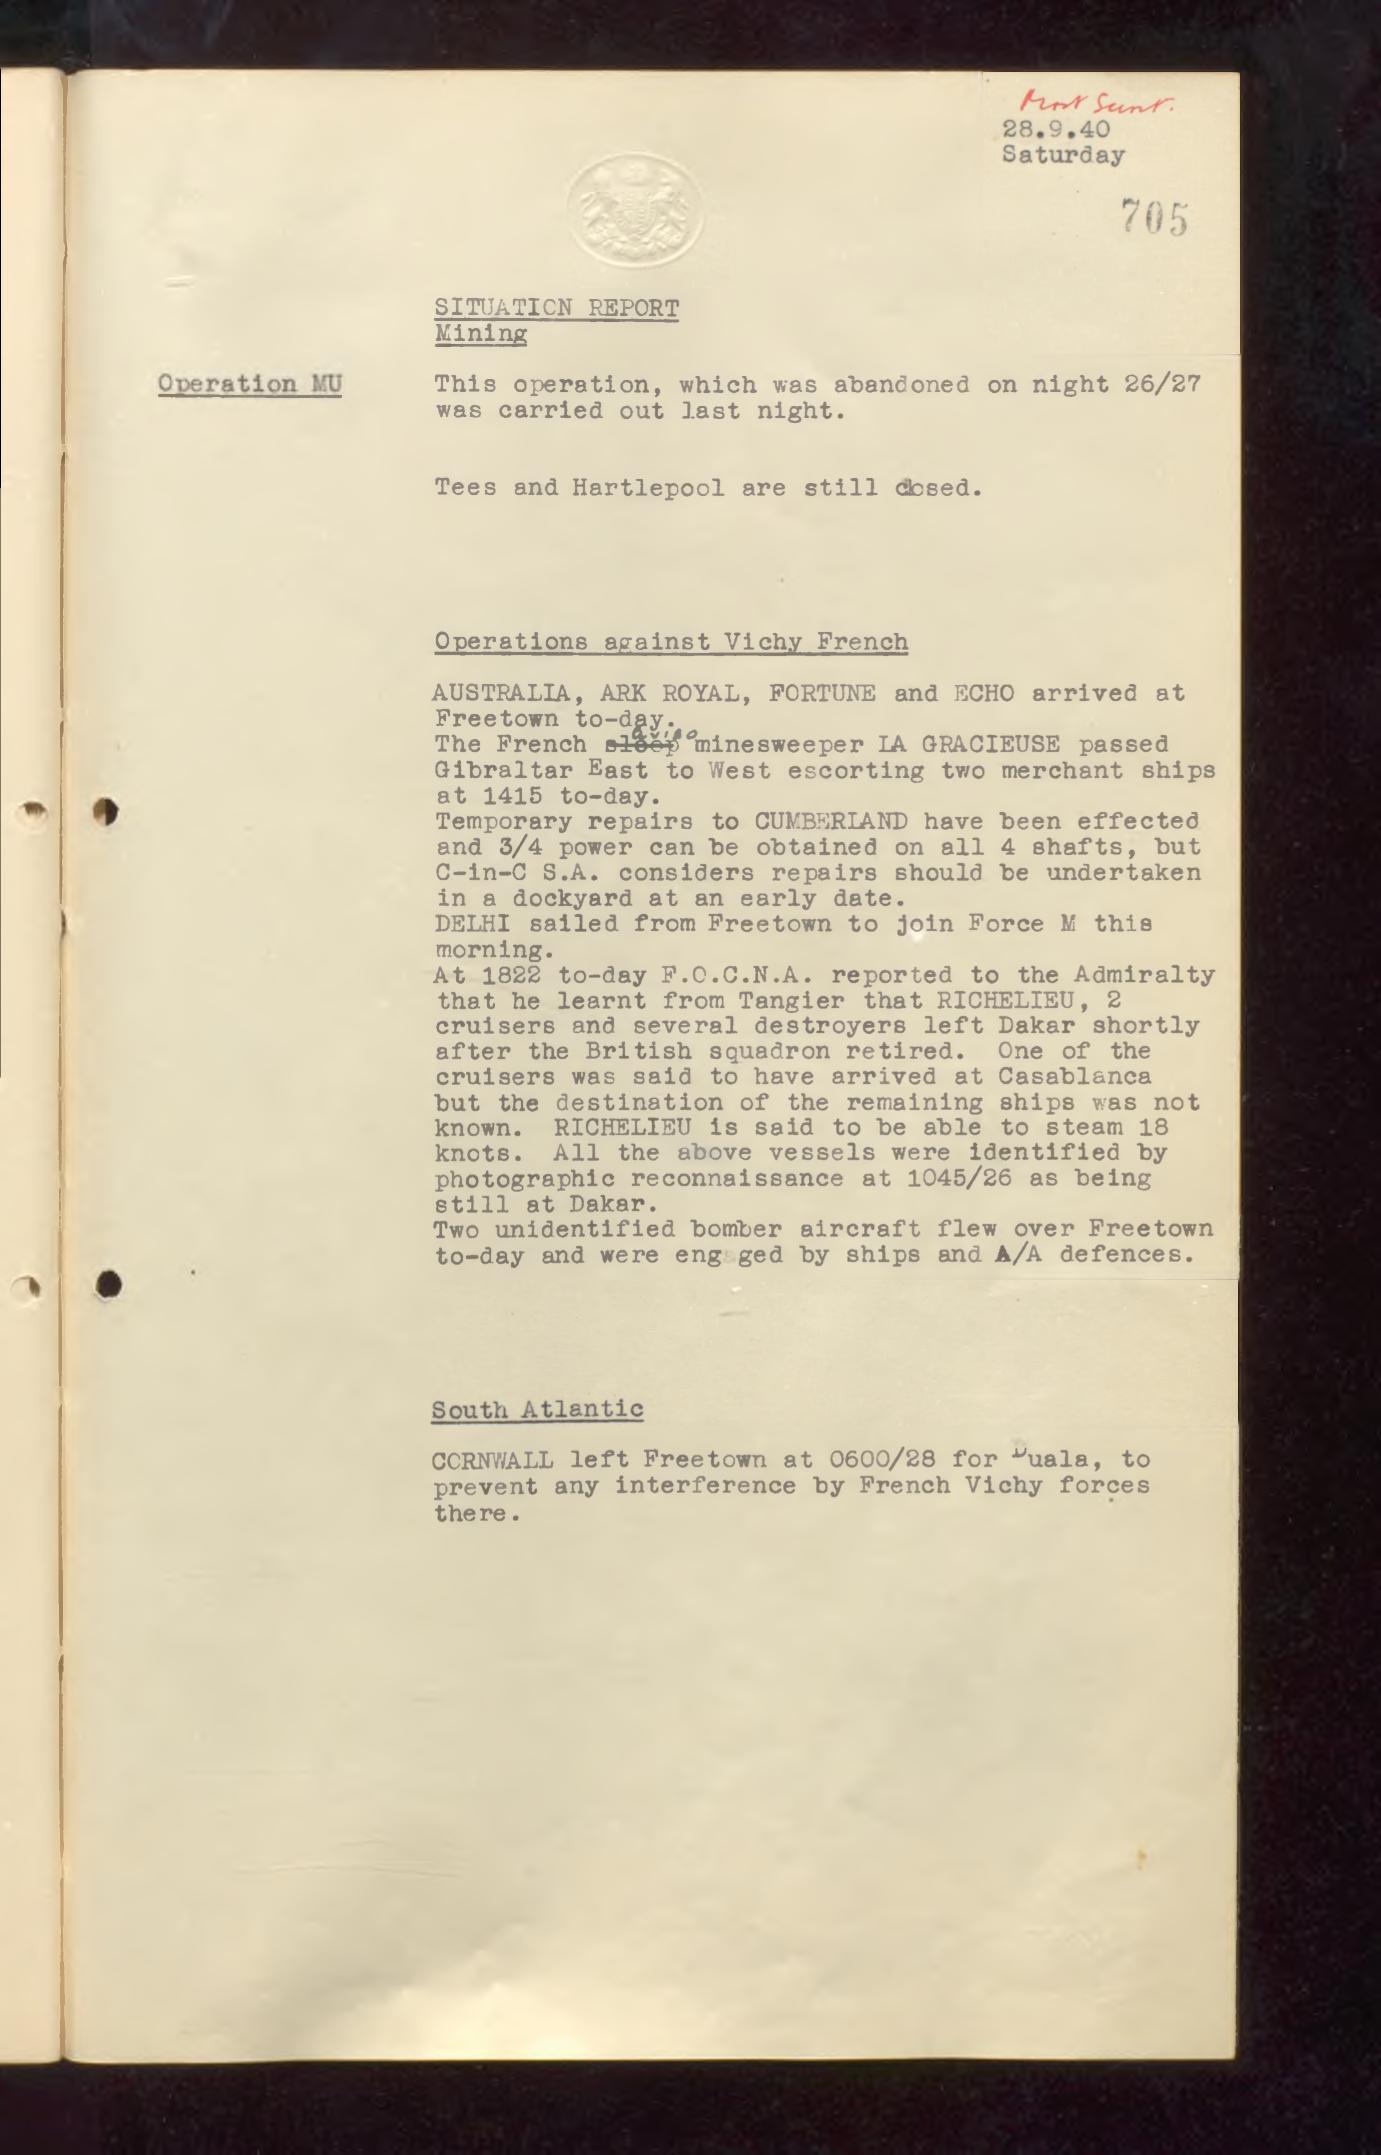 Most Secret.
28.9.40
Saturday
705
SITUATION REPORT
Mining
Operation MU
This operation, which was abandoned on night 26/27
was carried out last night.
Tees and Hartlepool are still closed.
Operations against Vichy French
AUSTRALIA, ARK ROYAL, FORTUNE and ECHO arrived at
Freetown to-day.
aviso
The French sloop minesweeper LA GRACIEUSE passed
Gibraltar East to West escorting two merchant ships
at 1415 to-day.
Temporary repairs to CUMBERLAND have been effected
and 3/4 power can be obtained on all 4 shafts, but
C-in-C S.A. considers repairs should be undertaken
in a dockyard at an early date.
DELHI sailed from Freetown to join Force M this
morning.
At 1822 to-day F.O.C.N.A. reported to the Admiralty
that he learnt from Tangier that RICHELIEU, 2
cruisers and several destroyers left Dakar shortly
after the British squadron retired. One of the
cruisers was said to have arrived at Casablanca
but the destination of the remaining ships was not
known. RICHELIEU is said to be able to steam 18
knots. All the above vessels were identified by
photographic reconnaissance at 1045/26 as being
still at Dakar.
Two unidentified bomber aircraft flew over Freetown
to-day and were engaged by ships and A/A defences.
South Atlantic
CORNWALL left Freetown at 0600/28 for Duala, to
prevent any interference by French Vichy forces
there.